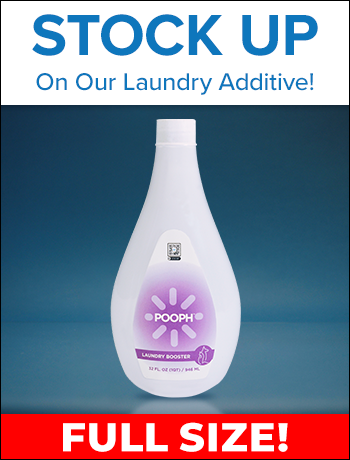 STOCK UP
On Our Laundry Additive!
POOPH
LAUNDRY BOOSTER
32 FL. OZ (1QT) / 946 ML
FULL SIZE!